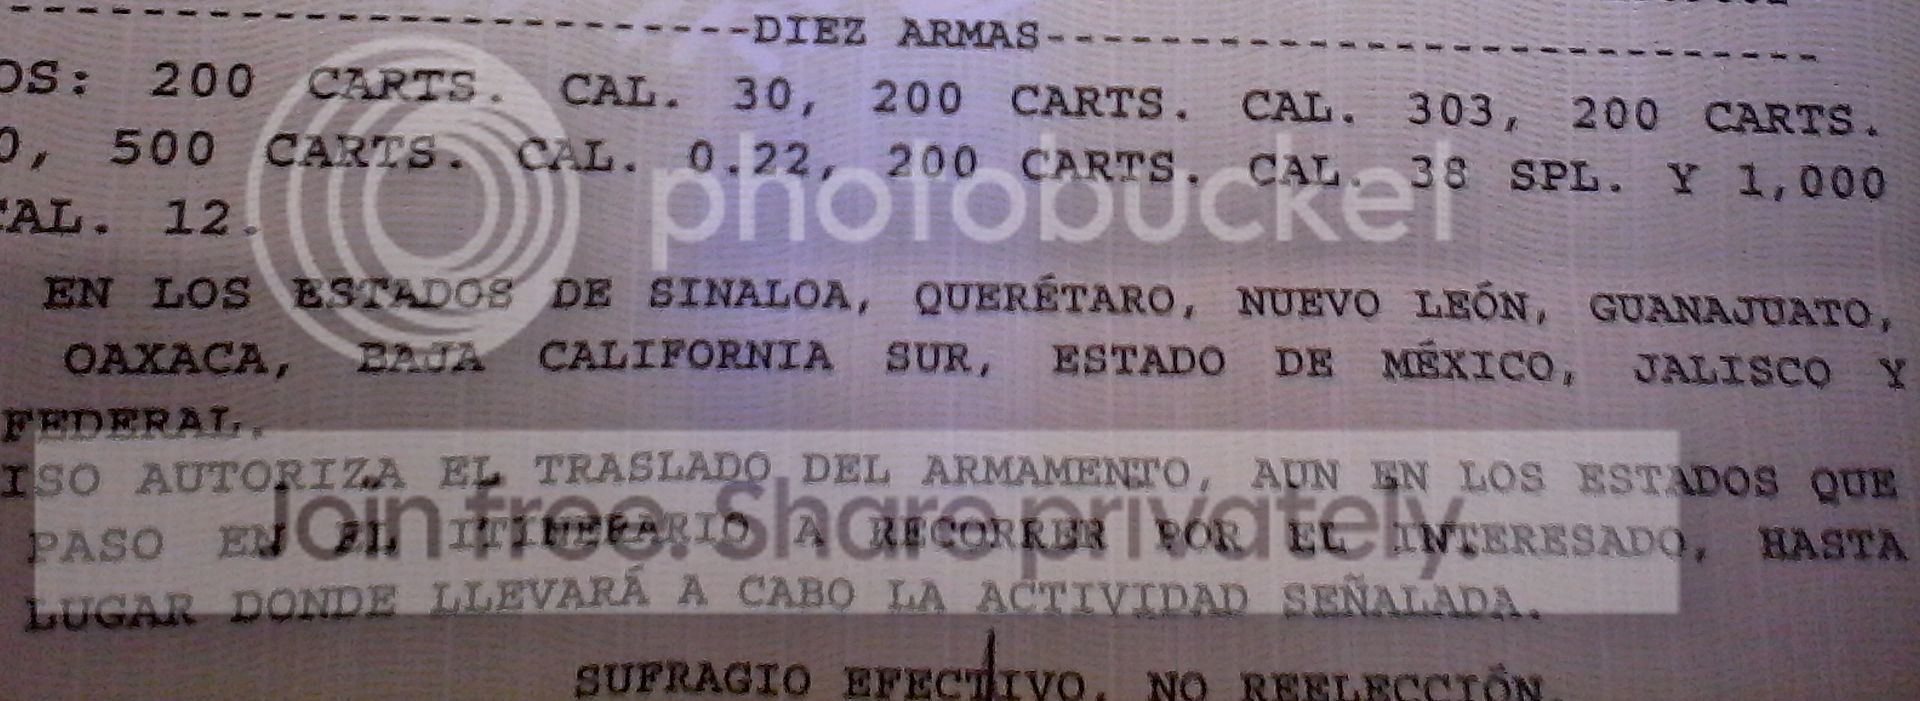 --------------------------DIEZ ARMAS---------------------------
OS: 200 CARTS. CAL. 30, 200 CARTS. CAL. 303, 200 CARTS.
0, 500 CARTS. CAL. 0.22, 200 CARTS. CAL. 38 SPL. Y 1,000
CAL. 12.
photobucket
EN LOS ESTADOS DE SINALOA, QUERÉTARO, NUEVO LEÓN, GUANAJUATO,
OAXACA, BAJA CALIFORNIA SUR, ESTADO DE MÉXICO, JALISCO Y
FEDERAL.
ISO AUTORIZA EL TRASLADO DEL ARMAMENTO, AUN EN LOS ESTADOS QUE
Join free. Share privately
PASO EN EL ITINERARIO A RECORRER POR EL INTERESADO, HASTA
LUGAR DONDE LLEVARÁ A CABO LA ACTIVIDAD SEÑALADA.
SUFRAGIO EFECTIVO. NO REELECCIÓN.